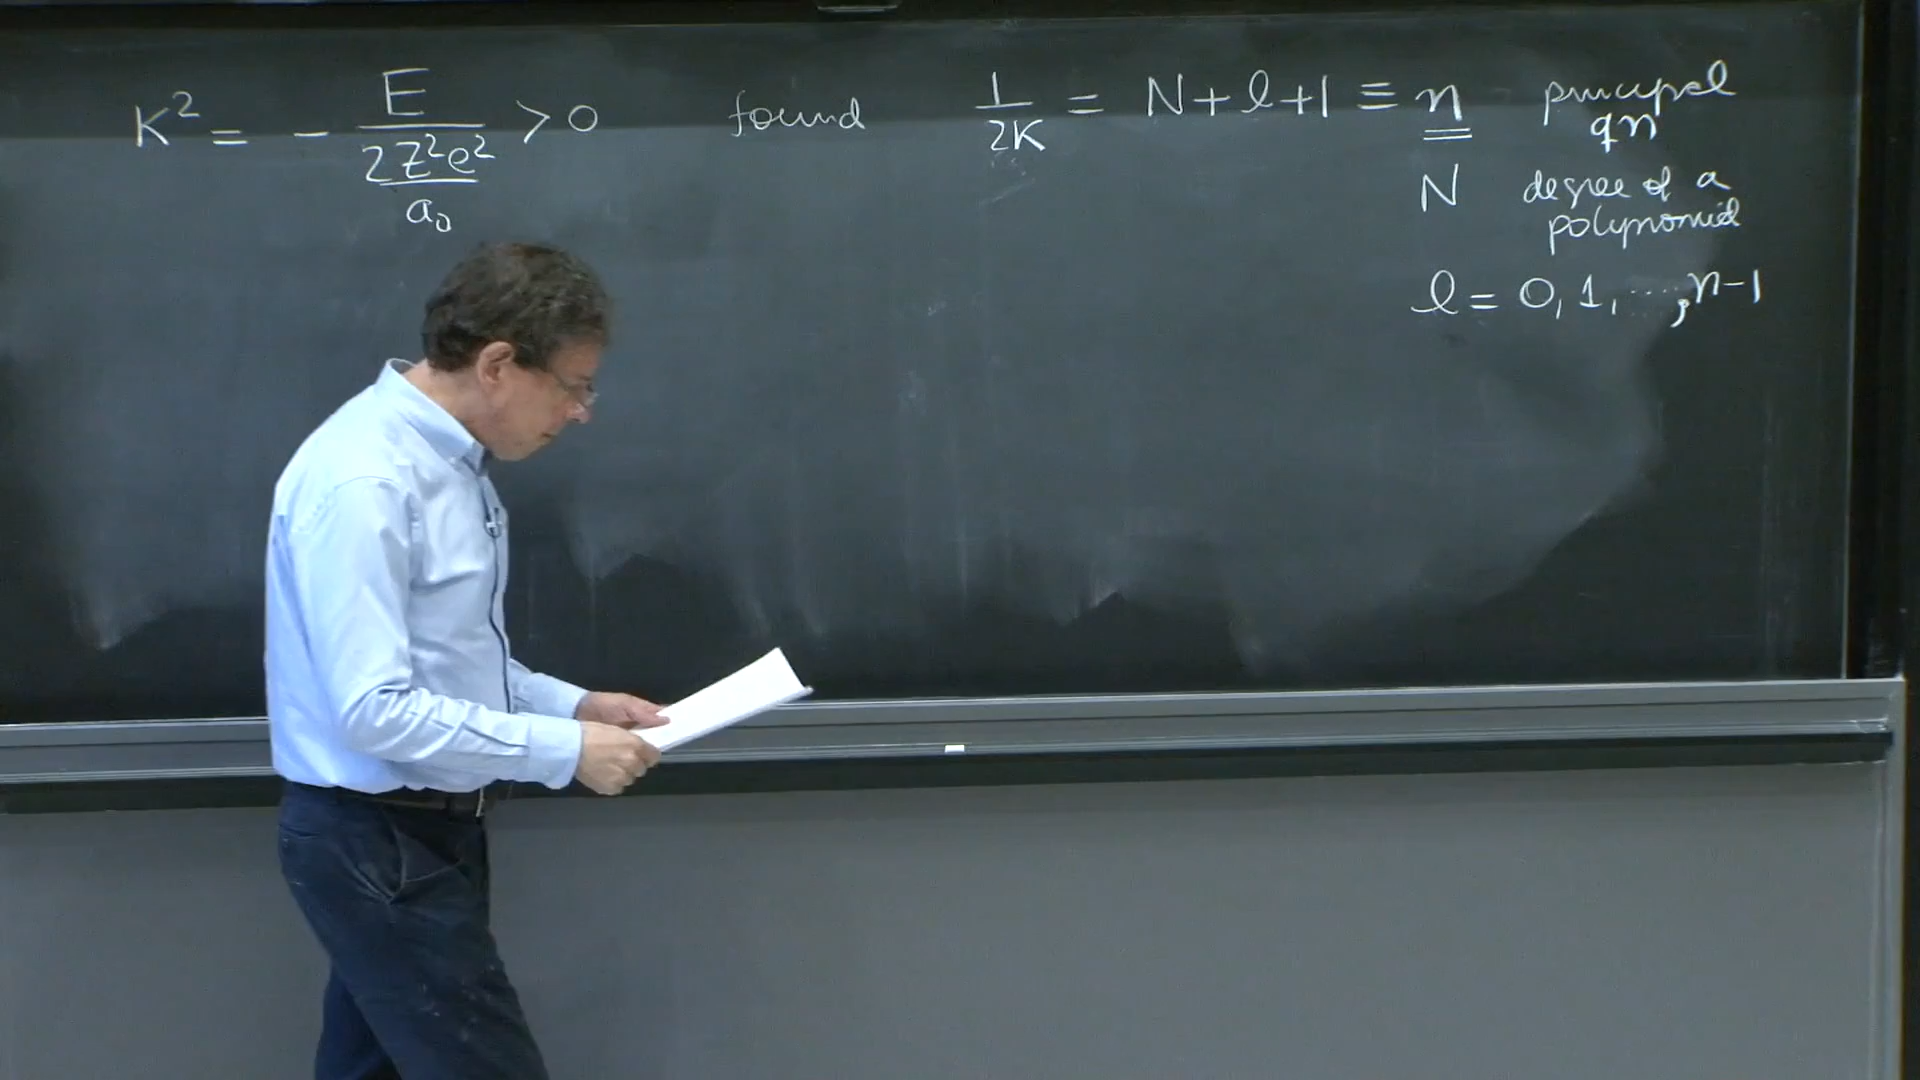 K² = - E / (2Z²e² / a₀) > 0 found 1/2K = N+l+1 ≡ n principal
qn
N degree of a
polynomial
l = 0, 1, ..., n-1